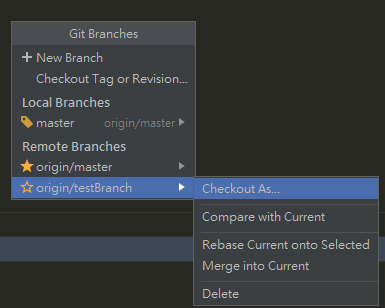 Git Branches
New Branch
Checkout Tag or Revision...
Local Branches
master origin/master
Remote Branches
origin/master
origin/testBranch
Checkout As...
Compare with Current
Rebase Current onto Selected
Merge into Current
Delete